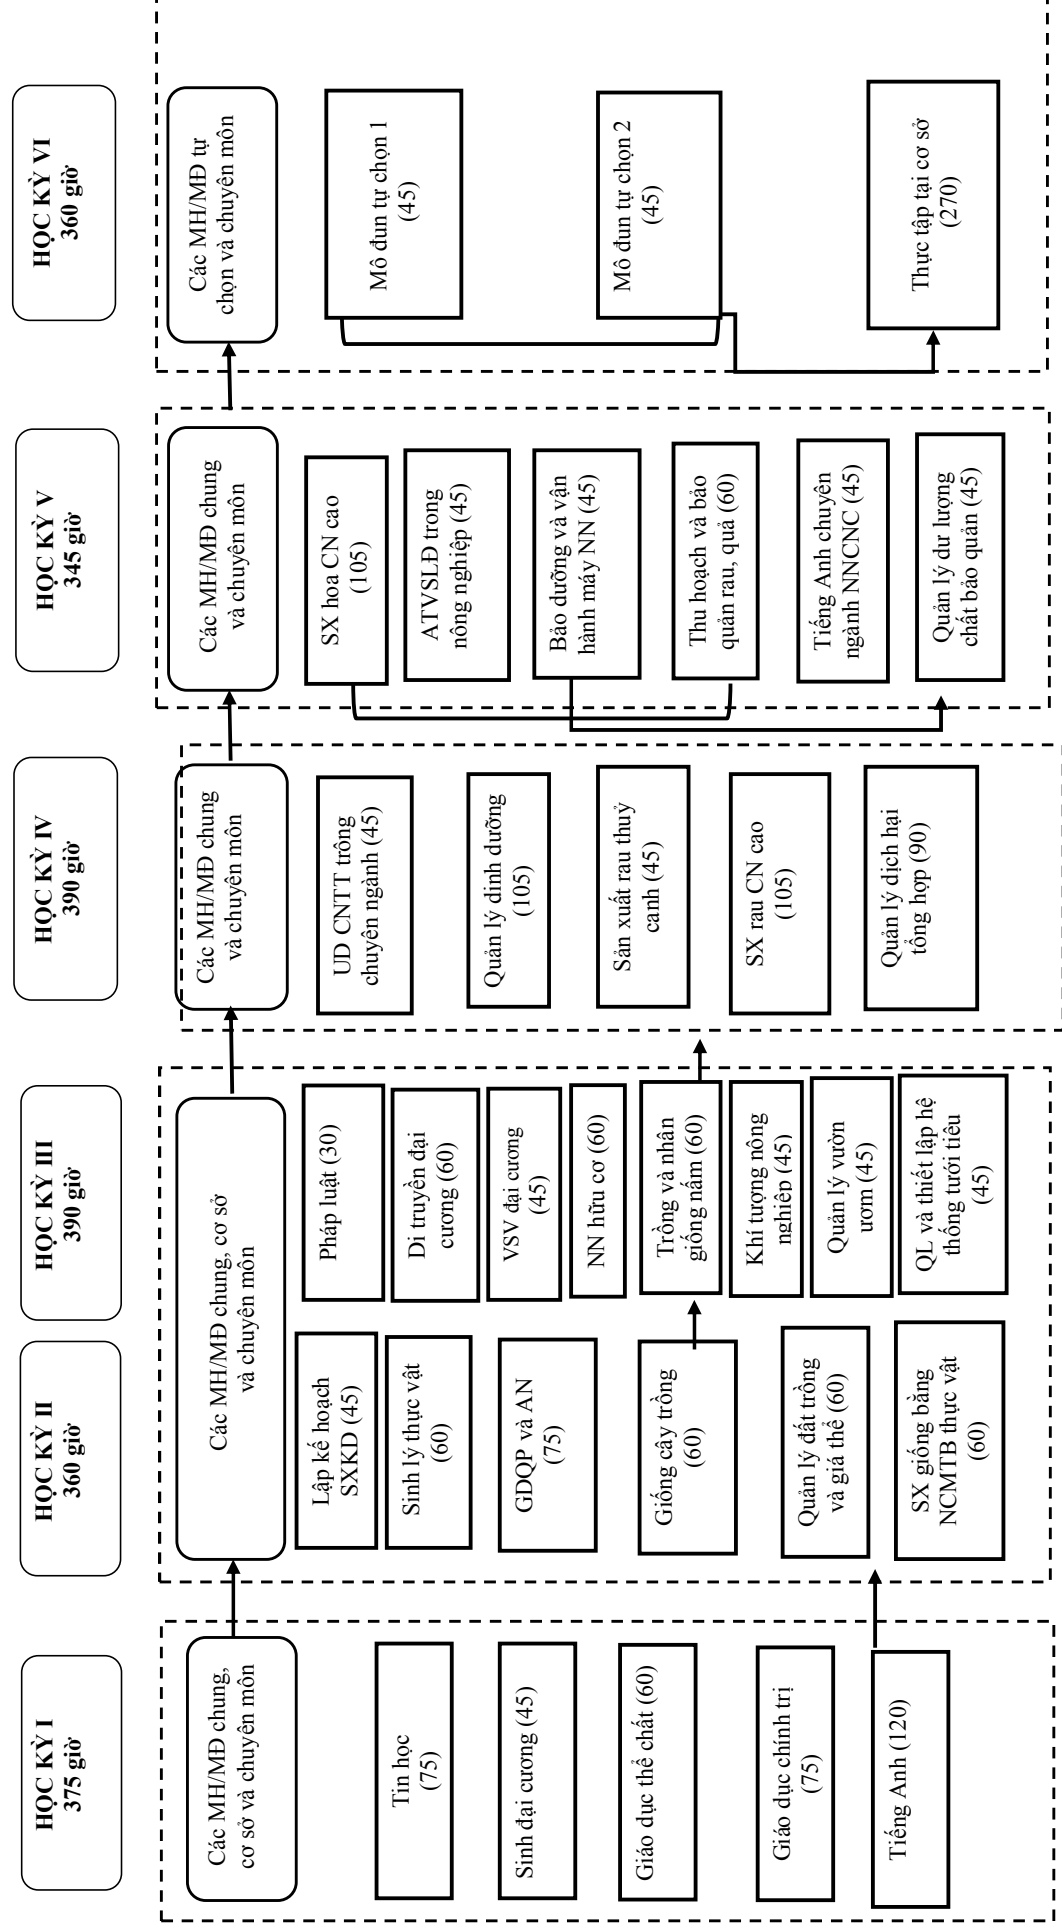 HỌC KỲ I
375 giờ
HỌC KỲ II
360 giờ
HỌC KỲ III
390 giờ
HỌC KỲ IV
390 giờ
HỌC KỲ V
345 giờ
HỌC KỲ VI
360 giờ
Các MH/MĐ chung,
cơ sở và chuyên môn
Các MH/MĐ chung, cơ sở
và chuyên môn
Các MH/MĐ chung
và chuyên môn
Các MH/MĐ chung
và chuyên môn
Các MH/MĐ tự
chọn và chuyên môn
Tin học
(75)
Sinh đại cương (45)
Giáo dục thể chất (60)
Giáo dục chính trị
(75)
Tiếng Anh (120)
Lập kế hoạch
SXKD (45)
Sinh lý thực vật
(60)
GDQP và AN
(75)
Giống cây trồng
(60)
Quản lý đất trồng
và giá thể (60)
SX giống bằng
NCMTB thực vật
(60)
Pháp luật (30)
Di truyền đại
cương (60)
VSV đại cương
(45)
NN hữu cơ (60)
Trồng và nhân
giống nấm (60)
Khí tượng nông
nghiệp (45)
Quản lý vườn
ươm (45)
QL và thiết lập hệ
thống tưới tiêu
(45)
UD CNTT trông
chuyên ngành (45)
Quản lý dinh dưỡng
(105)
Sản xuất rau thuỷ
canh (45)
SX rau CN cao
(105)
Quản lý dịch hại
tổng hợp (90)
SX hoa CN cao
(105)
ATVSLĐ trong
nông nghiệp (45)
Bảo dưỡng và vận
hành máy NN (45)
Thu hoạch và bảo
quản rau, quả (60)
Tiếng Anh chuyên
ngành NNCNC (45)
Quản lý dư lượng
chất bảo quản (45)
Mô đun tự chọn 1
(45)
Mô đun tự chọn 2
(45)
Thực tập tại cơ sở
(270)